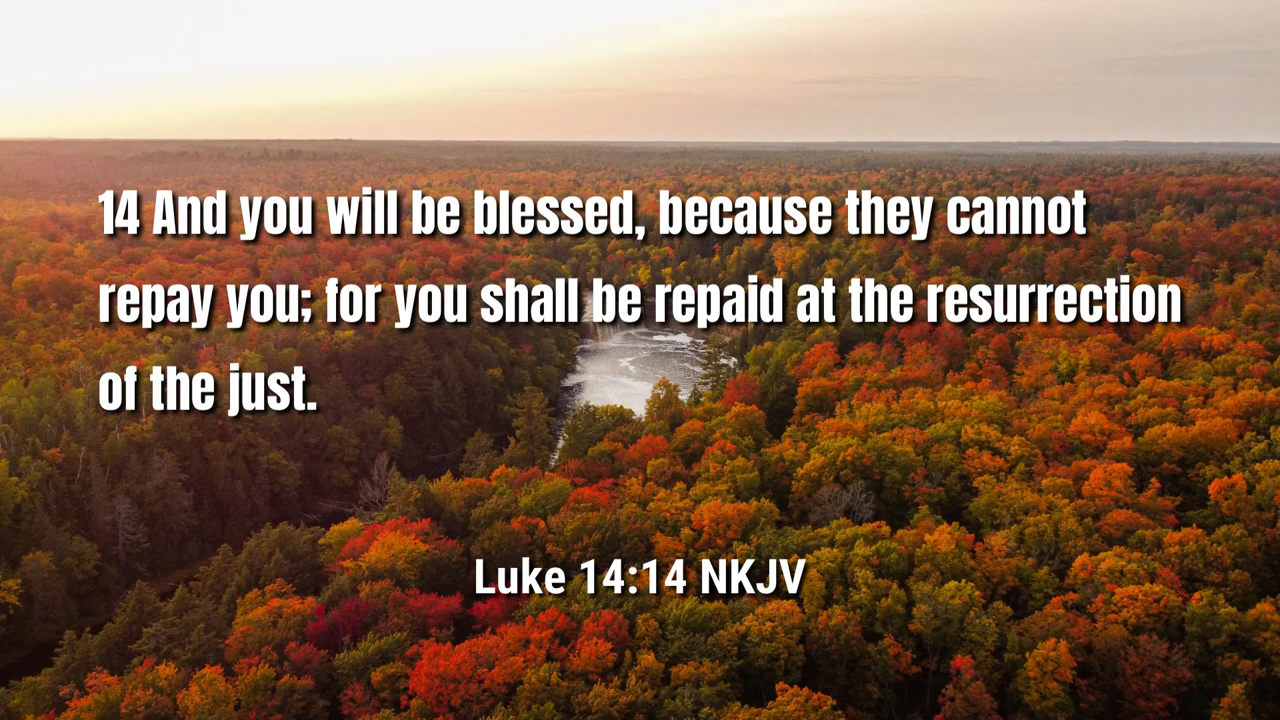 14 And you will be blessed, because they cannot
repay you; for you shall be repaid at the resurrection
of the just.
Luke 14:14 NKJV